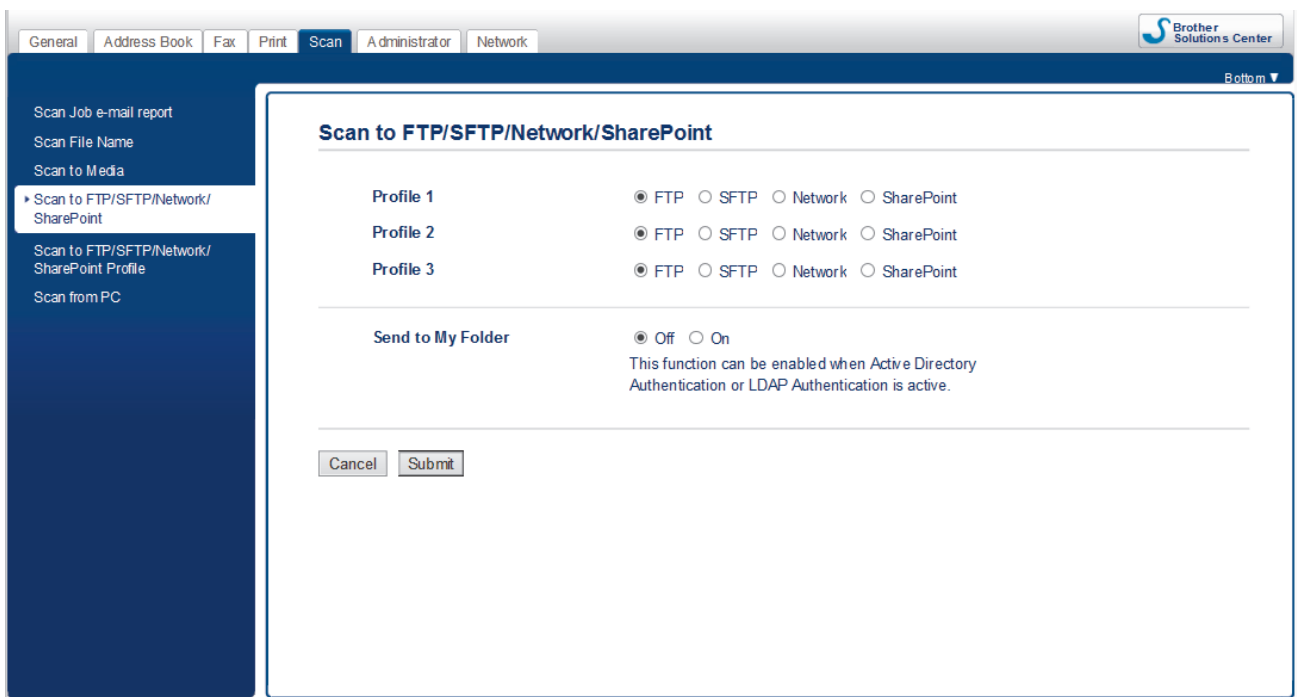 General Address Book Fax Print Scan Administrator Network
Brother
Solutions Center
Bottom ▼
Scan Job e-mail report
Scan File Name
Scan to Media
Scan to FTP/SFTP/Network/
SharePoint
Scan to FTP/SFTP/Network/
SharePoint Profile
Scan from PC
Scan to FTP/SFTP/Network/SharePoint
Profile 1 FTP SFTP Network SharePoint
Profile 2 FTP SFTP Network SharePoint
Profile 3 FTP SFTP Network SharePoint
Send to My Folder Off On
This function can be enabled when Active Directory
Authentication or LDAP Authentication is active.
Cancel Submit